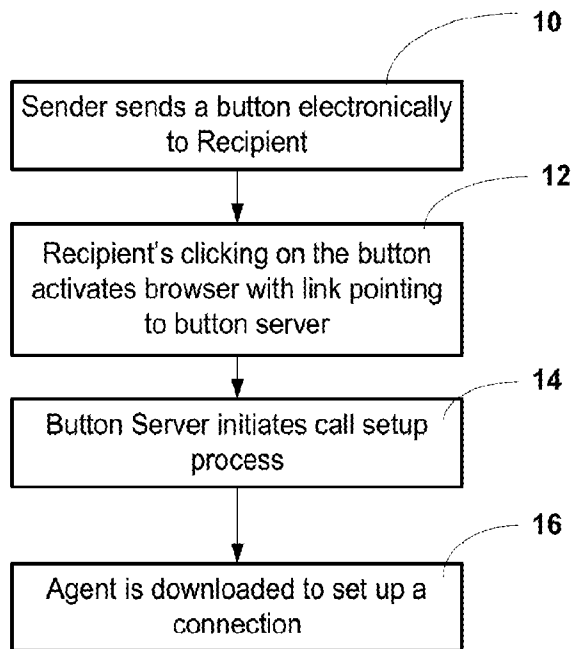 10
Sender sends a button electronically
to Recipient
12
Recipient's clicking on the button
activates browser with link pointing
to button server
14
Button Server initiates call setup
process
16
Agent is downloaded to set up a
connection